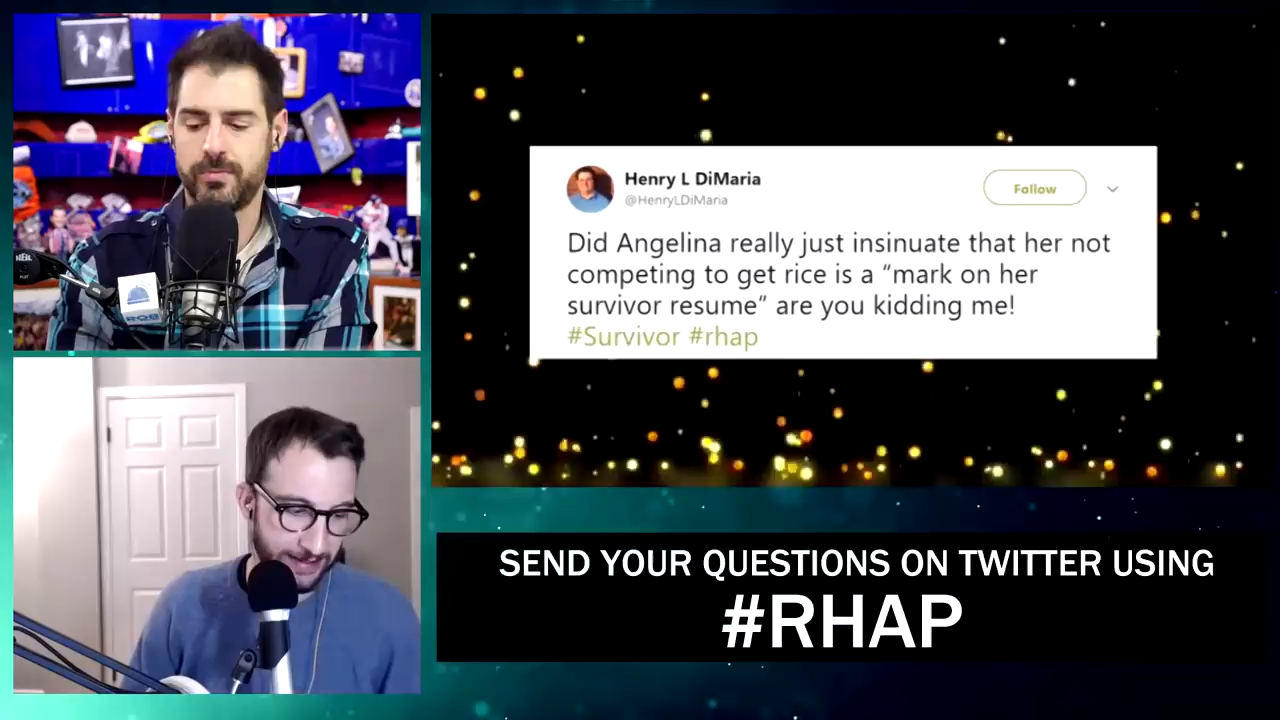 Henry L DiMaria
@HenryLDiMaria
Follow
Did Angelina really just insinuate that her not
competing to get rice is a “mark on her
survivor resume” are you kidding me!
#Survivor #rhap
SEND YOUR QUESTIONS ON TWITTER USING
#RHAP